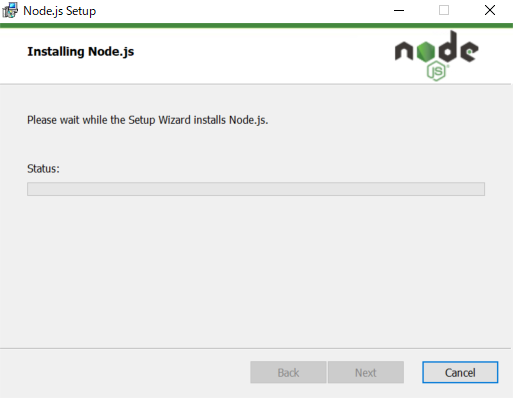 Node.js Setup
Installing Node.js
node
JS
Please wait while the Setup Wizard installs Node.js.
Status:
Back
Next
Cancel